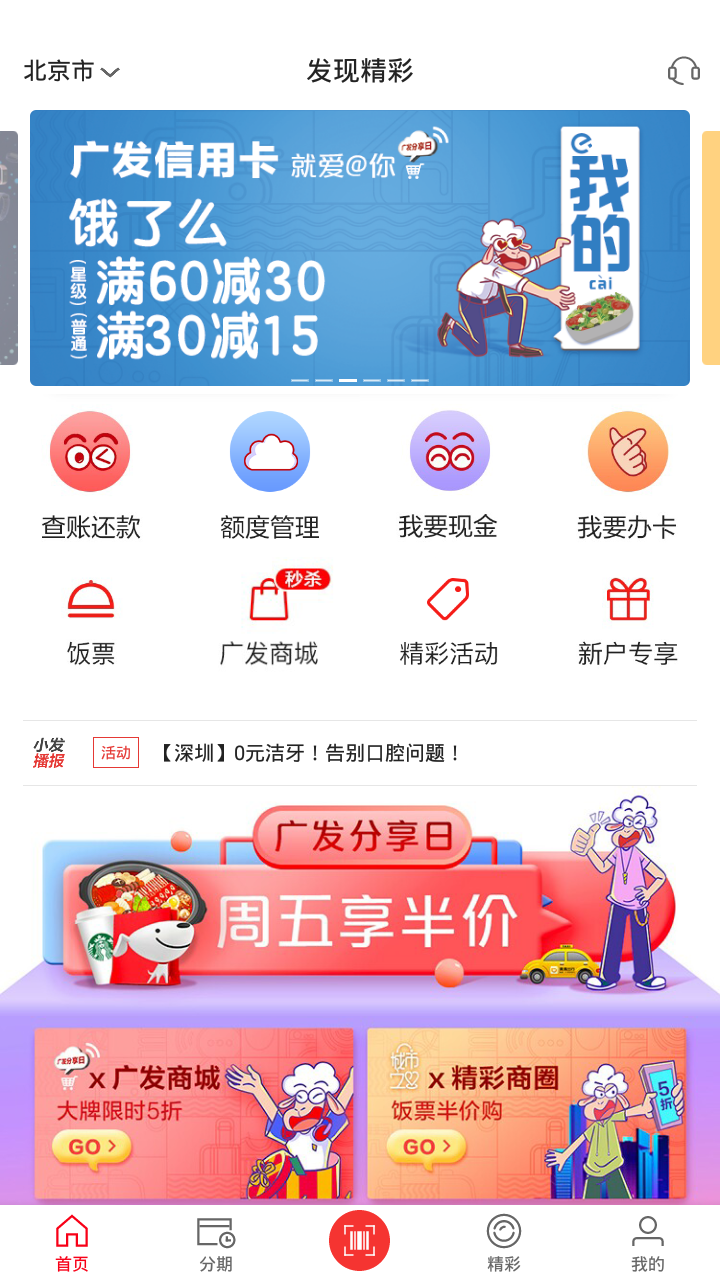 北京市
发现精彩
广发信用卡 就爱@你
广发分享日
饿了么
(星级) 满60减30
(普通) 满30减15
我的
cài
查账还款
额度管理
我要现金
我要办卡
饭票
广发商城
秒杀
精彩活动
新户专享
小发
播报
活动
【深圳】0元洁牙！告别口腔问题！
广发分享日
周五享半价
广发分享日
x 广发商城
大牌限时5折
GO >
x 精彩商圈
饭票半价购
GO >
5折
首页
分期
精彩
我的